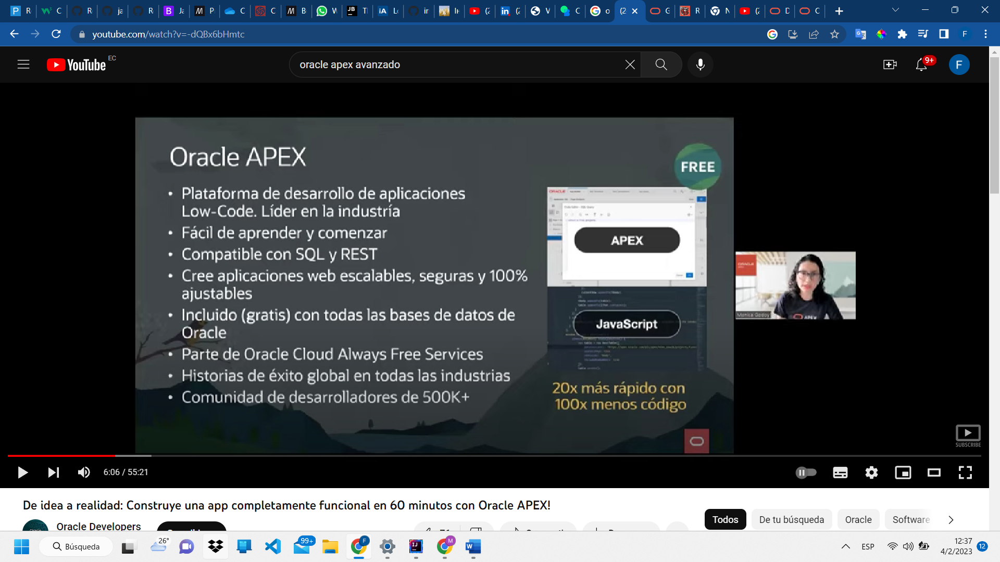 youtube.com/watch?v=-dQBx6bHmtc
F
YouTube
EC
oracle apex avanzado
9+
F
Oracle APEX
• Plataforma de desarrollo de aplicaciones
Low-Code. Líder en la industría
• Fácil de aprender y comenzar
• Compatible con SQL y REST
• Cree aplicaciones web escalables, seguras y 100%
ajustables
• Incluido (gratis) con todas las bases de datos de
Oracle
• Parte de Oracle Cloud Always Free Services
• Historias de éxito global en todas las industrias
• Comunidad de desarrolladores de 500K+
FREE
ORACLE
APEX
JavaScript
20x más rápido con
100x menos código
ORACLE
Monica Godoy
APEX
SUBSCRIBE
6:06 / 55:21
De idea a realidad: Construye una app completamente funcional en 60 minutos con Oracle APEX!
Oracle Developers
Todos
De tu búsqueda
Oracle
Software
Búsqueda
26°
99+
F
M
ESP
12:37
4/2/2023
12